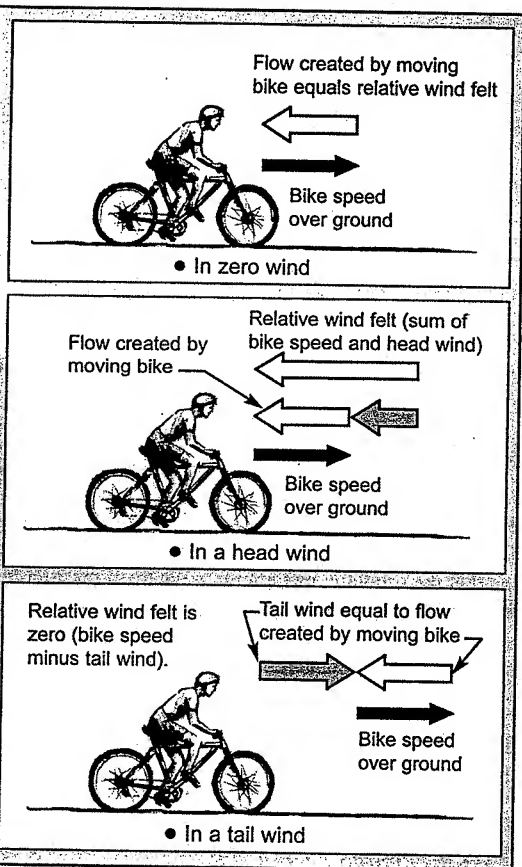 Flow created by moving
bike equals relative wind felt
Bike speed
over ground
• In zero wind
Relative wind felt (sum of
bike speed and head wind)
Flow created by
moving bike
Bike speed
over ground
• In a head wind
Relative wind felt is
zero (bike speed
minus tail wind).
Tail wind equal to flow
created by moving bike
Bike speed
over ground
• In a tail wind